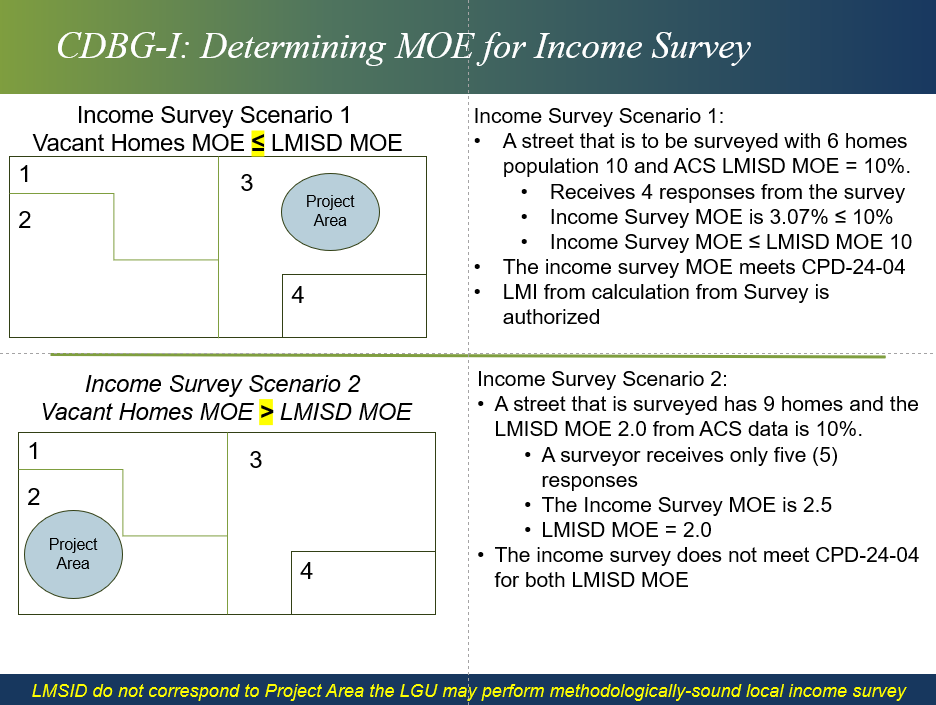 CDBG-I: Determining MOE for Income Survey
Income Survey Scenario 1
Vacant Homes MOE ≤ LMISD MOE
1
2
3
Project
Area
4
Income Survey Scenario 1:
• A street that is to be surveyed with 6 homes
population 10 and ACS LMISD MOE = 10%.
• Receives 4 responses from the survey
• Income Survey MOE is 3.07% ≤ 10%
• Income Survey MOE ≤ LMISD MOE 10
• The income survey MOE meets CPD-24-04
• LMI from calculation from Survey is
authorized
Income Survey Scenario 2
Vacant Homes MOE > LMISD MOE
1
2
3
Project
Area
4
Income Survey Scenario 2:
• A street that is surveyed has 9 homes and the
LMISD MOE 2.0 from ACS data is 10%.
• A surveyor receives only five (5)
responses
• The Income Survey MOE is 2.5
• LMISD MOE = 2.0
• The income survey does not meet CPD-24-04
for both LMISD MOE
LMSID do not correspond to Project Area the LGU may perform methodologically-sound local income survey